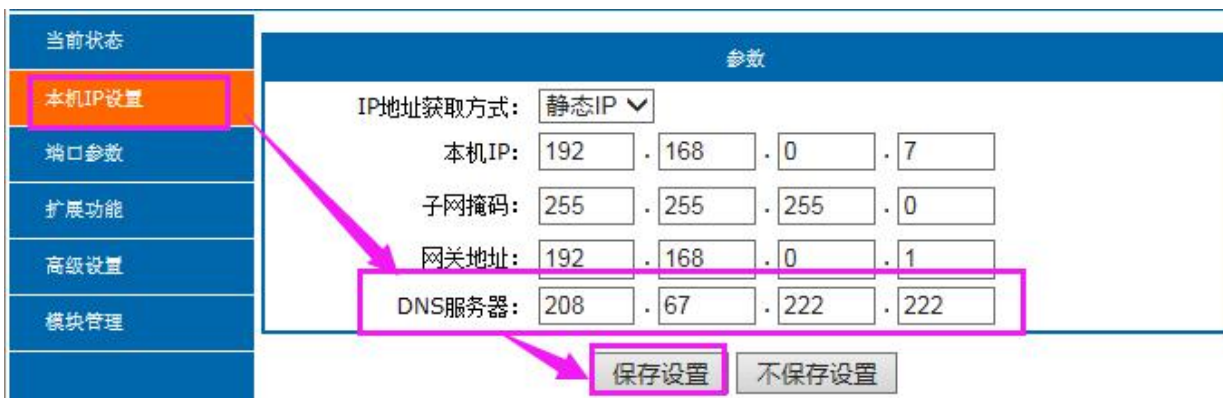 当前状态
本机IP设置
端口参数
扩展功能
高级设置
模块管理
参数
IP地址获取方式: 静态IP
本机IP: 192 . 168 . 0 . 7
子网掩码: 255 . 255 . 255 . 0
网关地址: 192 . 168 . 0 . 1
DNS服务器: 208 . 67 . 222 . 222
保存设置 不保存设置